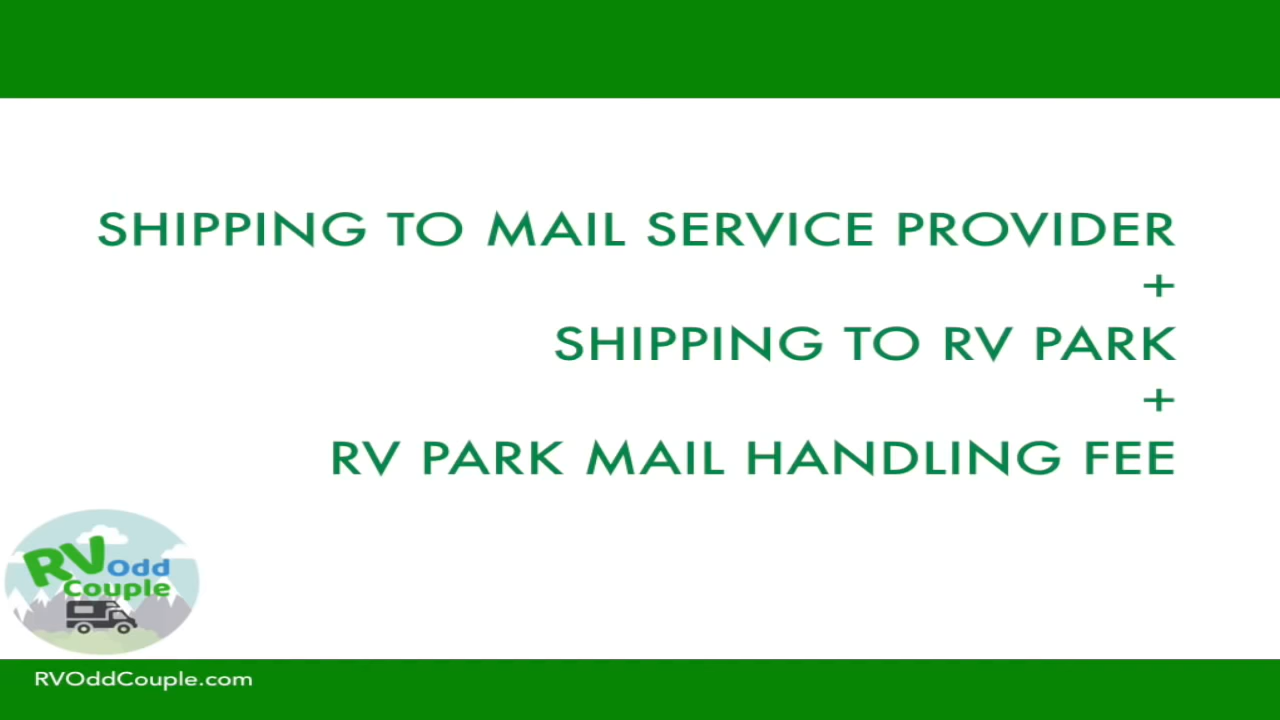 SHIPPING TO MAIL SERVICE PROVIDER
+
SHIPPING TO RV PARK
+
RV PARK MAIL HANDLING FEE
RV Odd
Couple
RVOddCouple.com